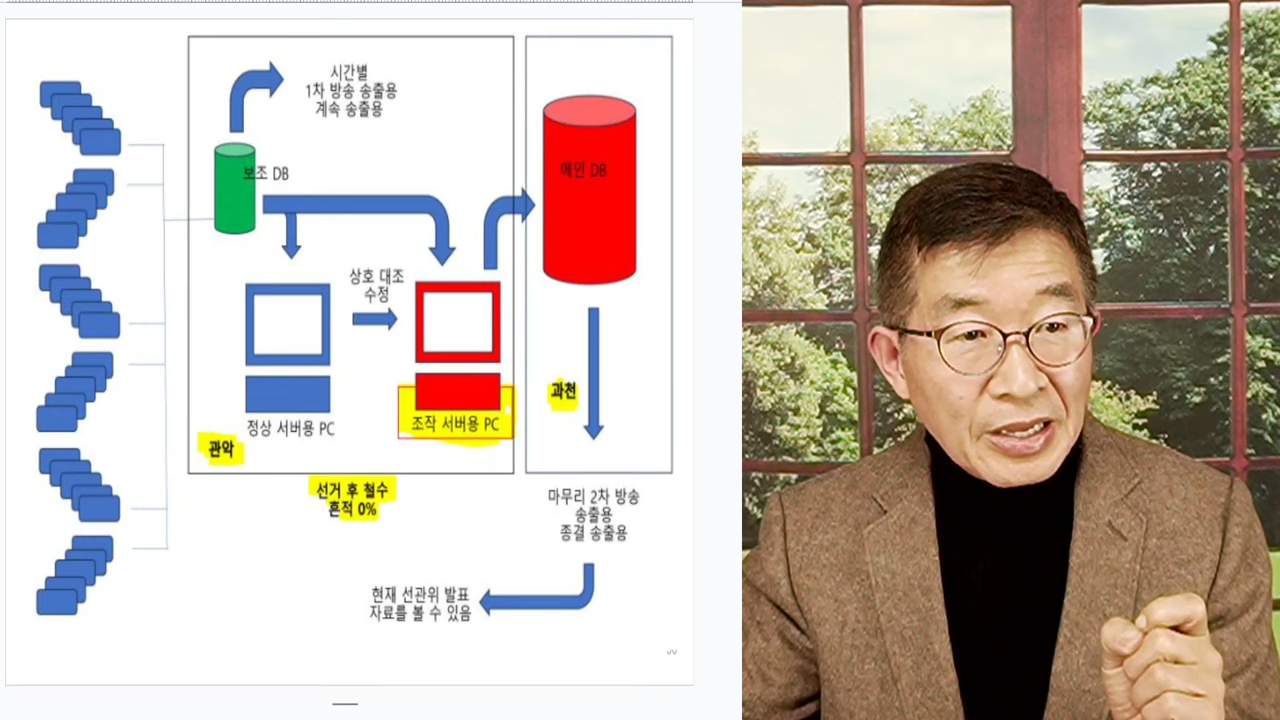 시간별
1차 방송 송출용
계속 송출용
보조 DB
메인 DB
상호 대조
수정
과천
정상 서버용 PC
조작 서버용 PC
관악
선거 후 철수
흔적 0%
마무리 2차 방송
송출용
종결 송출용
현재 선관위 발표
자료를 볼 수 있음